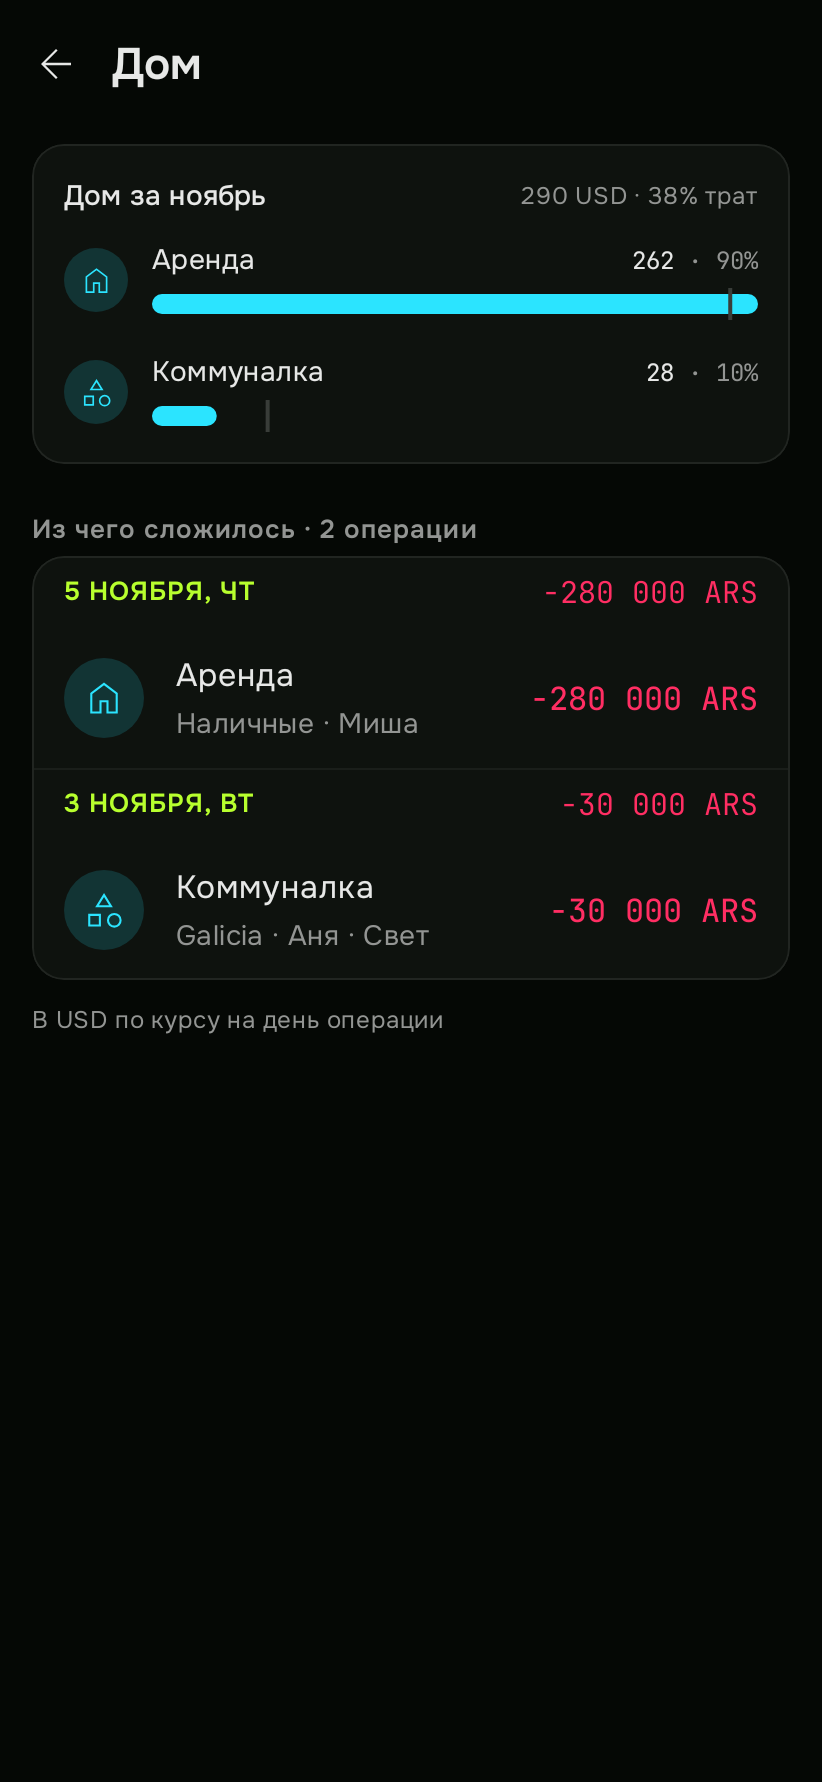 Дом
Дом за ноябрь 290 USD · 38% трат
Аренда 262 · 90%
Коммуналка 28 · 10%
Из чего сложилось · 2 операции
5 НОЯБРЯ, ЧТ -280 000 ARS
Аренда -280 000 ARS
Наличные · Миша
3 НОЯБРЯ, ВТ -30 000 ARS
Коммуналка -30 000 ARS
Galicia · Аня · Свет
В USD по курсу на день операции